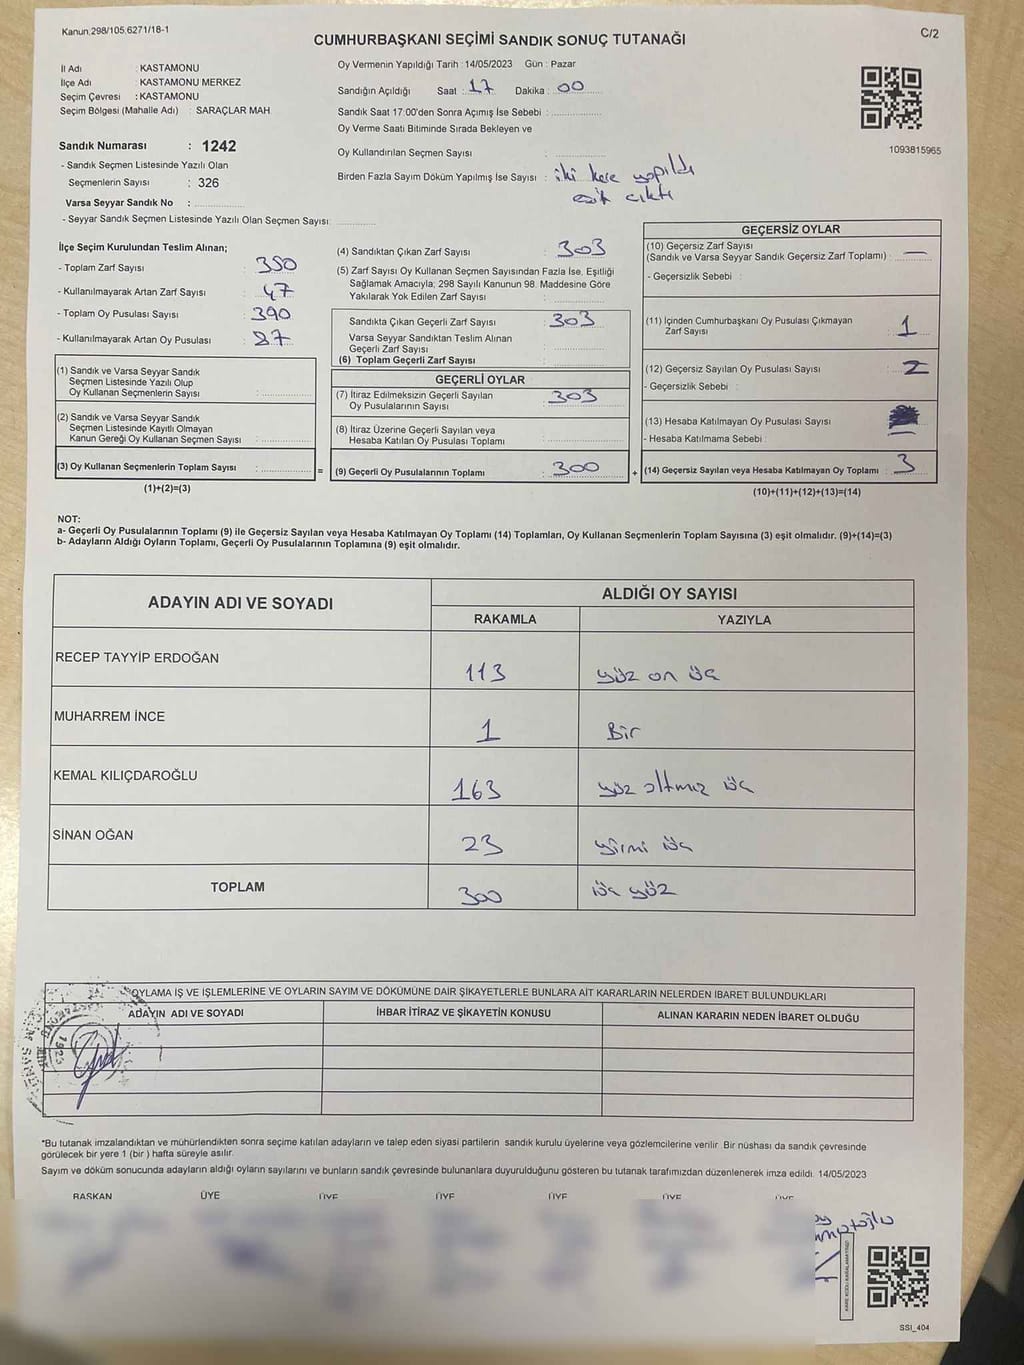 Kanun.298/105,6271/18-1
C/2
CUMHURBAŞKANI SEÇİMİ SANDIK SONUÇ TUTANAĞI
İl Adı : KASTAMONU
İlçe Adı : KASTAMONU MERKEZ
Seçim Çevresi : KASTAMONU
Seçim Bölgesi (Mahalle Adı) : SARAÇLAR MAH
Sandık Numarası : 1242
- Sandık Seçmen Listesinde Yazılı Olan
Seçmenlerin Sayısı : 326
Varsa Seyyar Sandık No :
- Seyyar Sandık Seçmen Listesinde Yazılı Olan Seçmen Sayısı:
Oy Vermenin Yapıldığı Tarih : 14/05/2023 Gün : Pazar
Sandığın Açıldığı Saat : 17 Dakika : 00
Sandık Saat 17:00'den Sonra Açımış İse Sebebi :
Oy Verme Saati Bitiminde Sırada Bekleyen ve
Oy Kullandırılan Seçmen Sayısı :
Birden Fazla Sayım Döküm Yapılmış İse Sayısı : iki kere yapıldı
eşit çıktı
1093815965
İlçe Seçim Kurulundan Teslim Alınan;
- Toplam Zarf Sayısı : 350
- Kullanılmayarak Artan Zarf Sayısı : 47
- Toplam Oy Pusulası Sayısı : 390
- Kullanılmayarak Artan Oy Pusulası : 87
(1) Sandık ve Varsa Seyyar Sandık
Seçmen Listesinde Yazılı Olup
Oy Kullanan Seçmenlerin Sayısı :
(2) Sandık ve Varsa Seyyar Sandık
Seçmen Listesinde Kayıtlı Olmayan
Kanun Gereği Oy Kullanan Seçmen Sayısı :
(3) Oy Kullanan Seçmenlerin Toplam Sayısı :
=
(1)+(2)=(3)
(4) Sandıktan Çıkan Zarf Sayısı : 303
(5) Zarf Sayısı Oy Kullanan Seçmen Sayısından Fazla İse, Eşitliği
Sağlamak Amacıyla; 298 Sayılı Kanunun 98. Maddesine Göre
Yakılarak Yok Edilen Zarf Sayısı :
Sandıkta Çıkan Geçerli Zarf Sayısı : 303
Varsa Seyyar Sandıktan Teslim Alınan
Geçerli Zarf Sayısı :
(6) Toplam Geçerli Zarf Sayısı :
GEÇERLİ OYLAR
(7) İtiraz Edilmeksizin Geçerli Sayılan
Oy Pusulalarının Sayısı : 303
(8) İtiraz Üzerine Geçerli Sayılan veya
Hesaba Katılan Oy Pusulası Toplamı :
(9) Geçerli Oy Pusulalarının Toplamı : 300
+
GEÇERSİZ OYLAR
(10) Geçersiz Zarf Sayısı
(Sandık ve Varsa Seyyar Sandık Geçersiz Zarf Toplamı) : —
- Geçersizlik Sebebi :
(11) İçinden Cumhurbaşkanı Oy Pusulası Çıkmayan
Zarf Sayısı : 1
(12) Geçersiz Sayılan Oy Pusulası Sayısı : 2
- Geçersizlik Sebebi :
(13) Hesaba Katılmayan Oy Pusulası Sayısı :
- Hesaba Katılmama Sebebi :
(14) Geçersiz Sayılan veya Hesaba Katılmayan Oy Toplamı : 3
(10)+(11)+(12)+(13)=(14)
NOT:
a- Geçerli Oy Pusulalarının Toplamı (9) ile Geçersiz Sayılan veya Hesaba Katılmayan Oy Toplamı (14) Toplamları, Oy Kullanan Seçmenlerin Toplam Sayısına (3) eşit olmalıdır. (9)+(14)=(3)
b- Adayların Aldığı Oyların Toplamı, Geçerli Oy Pusulalarının Toplamına (9) eşit olmalıdır.
ADAYIN ADI VE SOYADI
ALDIĞI OY SAYISI
RAKAMLA YAZIYLA
RECEP TAYYİP ERDOĞAN 113 yüz on üç
MUHARREM İNCE 1 Bir
KEMAL KILIÇDAROĞLU 163 yüz altmış üç
SİNAN OĞAN 23 yirmi üç
TOPLAM 300 üç yüz
OYLAMA İŞ VE İŞLEMLERİNE VE OYLARIN SAYIM VE DÖKÜMÜNE DAİR ŞİKAYETLERLE BUNLARA AİT KARARLARIN NELERDEN İBARET BULUNDUKLARI
ADAYIN ADI VE SOYADI İHBAR İTİRAZ VE ŞİKAYETİN KONUSU ALINAN KARARIN NEDEN İBARET OLDUĞU
1923
*Bu tutanak imzalandıktan ve mühürlendikten sonra seçime katılan adayların ve talep eden siyasi partilerin sandık kurulu üyelerine veya gözlemcilerine verilir. Bir nüshası da sandık çevresinde
görülecek bir yere 1 (bir) hafta süreyle asılır.
Sayım ve döküm sonucunda adayların aldığı oyların sayılarını ve bunların sandık çevresinde bulunanlara duyurulduğunu gösteren bu tutanak tarafımızdan düzenlenerek imza edildi. 14/05/2023
BAŞKAN ÜYE ÜYE ÜYE ÜYE ÜYE ÜYE
KARE KODU KARALAMAYINIZ!
SSI_404